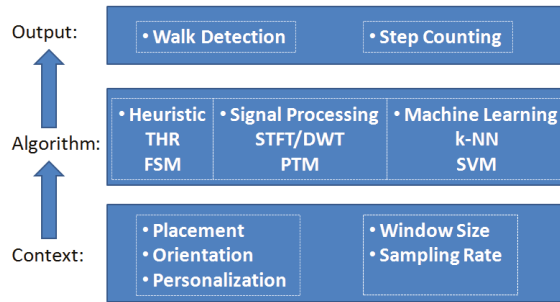 Output:
• Walk Detection
• Step Counting
Algorithm:
• Heuristic
THR
FSM
• Signal Processing
STFT/DWT
PTM
• Machine Learning
k-NN
SVM
Context:
• Placement
• Orientation
• Personalization
• Window Size
• Sampling Rate